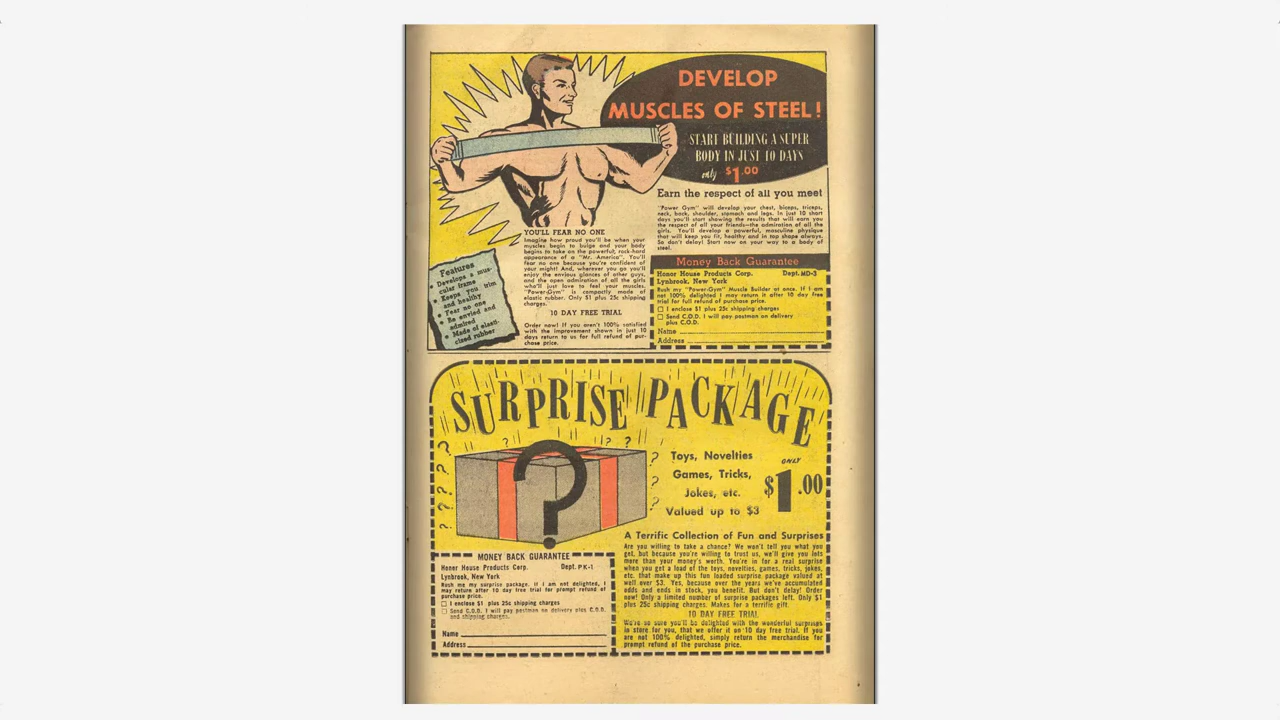 DEVELOP
MUSCLES OF STEEL!
START BUILDING A SUPER
BODY IN JUST 10 DAYS
only $1.00
Earn the respect of all you meet
"Power Gym" will develop your chest, biceps, triceps,
neck, back, shoulder, stomach and legs. In just 10 short
days you'll start showing the results that will earn you
the respect of all your friends—the admiration of all the
girls. You'll develop a powerful, masculine physique
that will keep you fit, healthy and in top shape always.
So don't delay! Start now on your way to a body of
steel.
YOU'LL FEAR NO ONE
Imagine how proud you'll be when your
muscles begin to bulge and your body
begins to take on the powerful, rock-hard
appearance of a "Mr. America". You'll
fear no one because you're confident of
your might! And, wherever you go you'll
enjoy the envious glances of other guys,
and the open admiration of all the girls
who'll just love to feel your muscles.
"Power-Gym" is compactly made of
elastic rubber. Only $1 plus 25c shipping
charges.
10 DAY FREE TRIAL
Order now! If you aren't 100% satisfied
with the improvement shown in just 10
days return to us for full refund of pur-
chase price.
Features
• Develops a mus-
cular frame
• Keeps you trim
and healthy
• Fear no one
• Be envied and
admired
• Made of elasti-
cized rubber
Money Back Guarantee
Honor House Products Corp. Dept. MD-3
Lynbrook, New York
Rush my "Power-Gym" Muscle Builder at once. If I am
not 100% delighted I may return it after 10 day free
trial for full refund of purchase price.
I enclose $1 plus 25c shipping charges
Send C.O.D. I will pay postman on delivery
plus C.O.D.
Name
Address
SURPRISE PACKAGE
? ? ?
?
Toys, Novelties
Games, Tricks,
Jokes, etc.
Valued up to $3
ONLY
$1.00
A Terrific Collection of Fun and Surprises
Are you willing to take a chance? We won't tell you what you
get, but because you're willing to trust us, we'll give you lots
more than your money's worth. You're in for a real surprise
when you get a load of the toys, novelties, games, tricks, jokes,
etc. that make up this fun loaded surprise package valued at
well over $3. Yes, because over the years we've accumulated
odds and ends in stock, you benefit. But don't delay! Order
now! Only a limited number of surprise packages left. Only $1
plus 25c shipping charges. Makes for a terrific gift.
10 DAY FREE TRIAL
We're so sure you'll be delighted with the wonderful surprises
in store for you, that we offer it on 10 day free trial. If you
are not 100% delighted, simply return the merchandise for
prompt refund of the purchase price.
MONEY BACK GUARANTEE
Honor House Products Corp. Dept. PK-1
Lynbrook, New York
Rush me my surprise package. If I am not delighted, I
may return after 10 day free trial for prompt refund of
purchase price.
I enclose $1 plus 25c shipping charges
Send C.O.D. I will pay postman on delivery plus C.O.D.
and shipping charges.
Name
Address